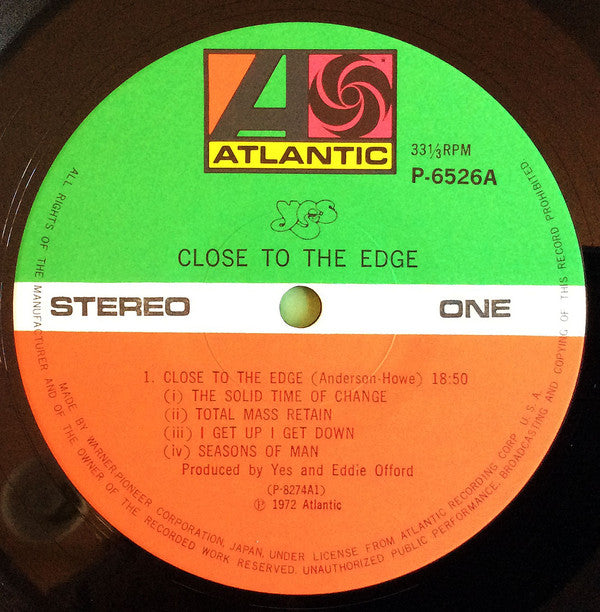 ATLANTIC
33⅓RPM
P-6526A
yes
CLOSE TO THE EDGE
STEREO
ONE
1. CLOSE TO THE EDGE (Anderson-Howe) 18:50
(i) THE SOLID TIME OF CHANGE
(ii) TOTAL MASS RETAIN
(iii) I GET UP I GET DOWN
(iv) SEASONS OF MAN
Produced by Yes and Eddie Offord
(P-8274A1)
Ⓟ 1972 Atlantic
MADE BY WARNER-PIONEER CORPORATION, JAPAN, UNDER LICENSE FROM ATLANTIC RECORDING CORP. U.S.A.
ALL RIGHTS OF THE MANUFACTURER AND OF THE OWNER OF THE RECORDED WORK RESERVED. UNAUTHORIZED PUBLIC PERFORMANCE, BROADCASTING AND COPYING OF THIS RECORD PROHIBITED